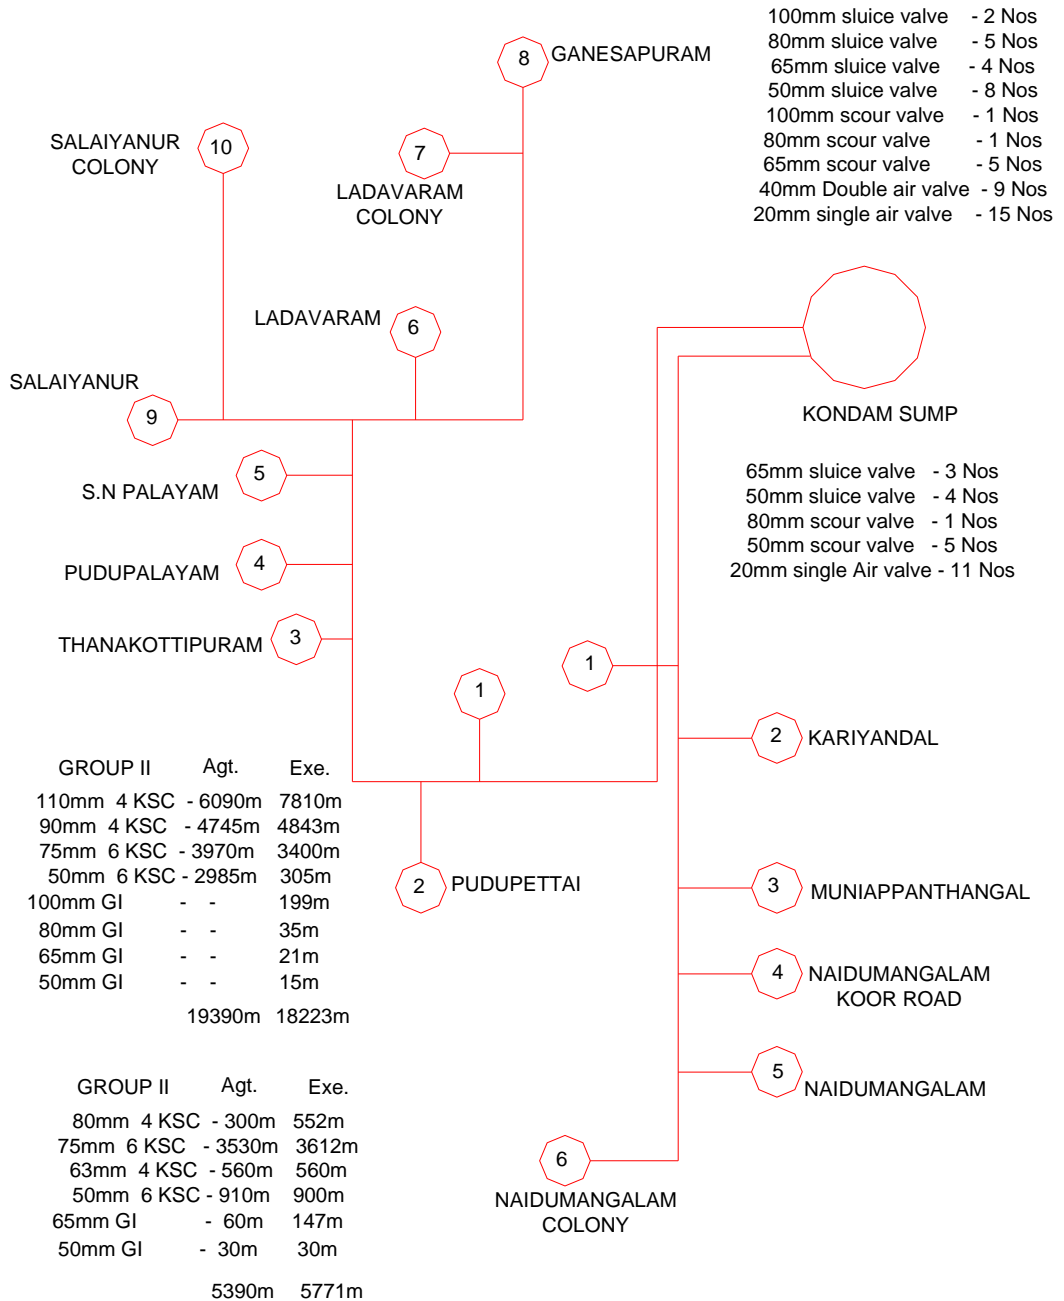 100mm sluice valve - 2 Nos
80mm sluice valve - 5 Nos
65mm sluice valve - 4 Nos
50mm sluice valve - 8 Nos
100mm scour valve - 1 Nos
80mm scour valve - 1 Nos
65mm scour valve - 5 Nos
40mm Double air valve - 9 Nos
20mm single air valve - 15 Nos
8 GANESAPURAM
SALAIYANUR
COLONY
10
7
LADAVARAM
COLONY
LADAVARAM 6
SALAIYANUR
9
KONDAM SUMP
5
S.N PALAYAM
65mm sluice valve - 3 Nos
50mm sluice valve - 4 Nos
80mm scour valve - 1 Nos
50mm scour valve - 5 Nos
20mm single Air valve - 11 Nos
PUDUPALAYAM 4
THANAKOTTIPURAM 3
1
1
2 KARIYANDAL
2 PUDUPETTAI
3 MUNIAPPANTHANGAL
4 NAIDUMANGALAM
KOOR ROAD
5 NAIDUMANGALAM
6
NAIDUMANGALAM
COLONY
GROUP II Agt. Exe.
110mm 4 KSC - 6090m 7810m
90mm 4 KSC - 4745m 4843m
75mm 6 KSC - 3970m 3400m
50mm 6 KSC - 2985m 305m
100mm GI - - 199m
80mm GI - - 35m
65mm GI - - 21m
50mm GI - - 15m
19390m 18223m
GROUP II Agt. Exe.
80mm 4 KSC - 300m 552m
75mm 6 KSC - 3530m 3612m
63mm 4 KSC - 560m 560m
50mm 6 KSC - 910m 900m
65mm GI - 60m 147m
50mm GI - 30m 30m
5390m 5771m